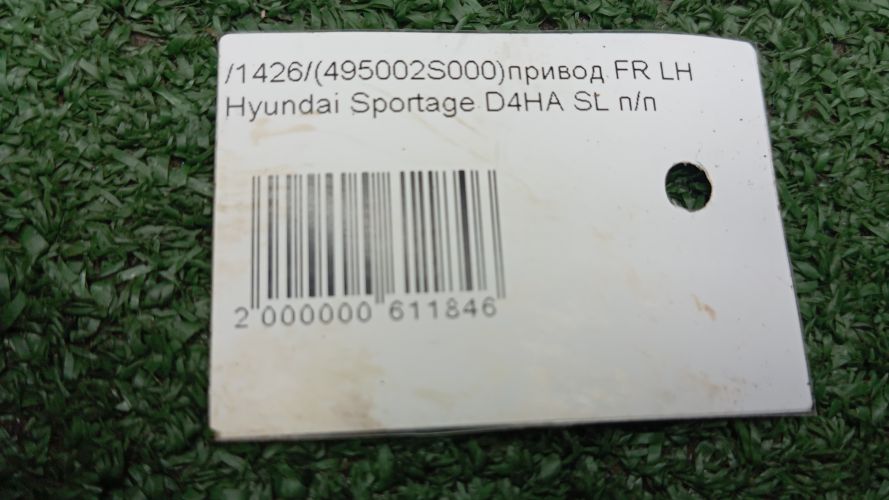 /1426/(495002S000)привод FR LH
Hyundai Sportage D4HA SL п/п
2 000000 611846